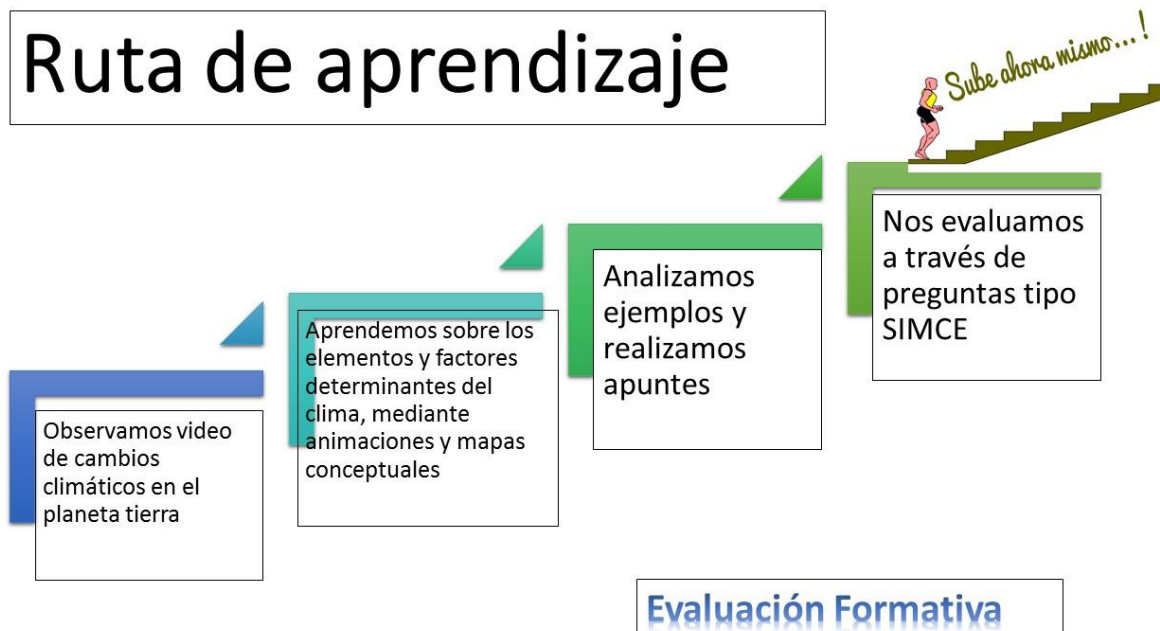 Ruta de aprendizaje
Sube ahora mismo...!
Observamos video
de cambios
climáticos en el
planeta tierra
Aprendemos sobre los
elementos y factores
determinantes del
clima, mediante
animaciones y mapas
conceptuales
Analizamos
ejemplos y
realizamos
apuntes
Nos evaluamos
a través de
preguntas tipo
SIMCE
Evaluación Formativa